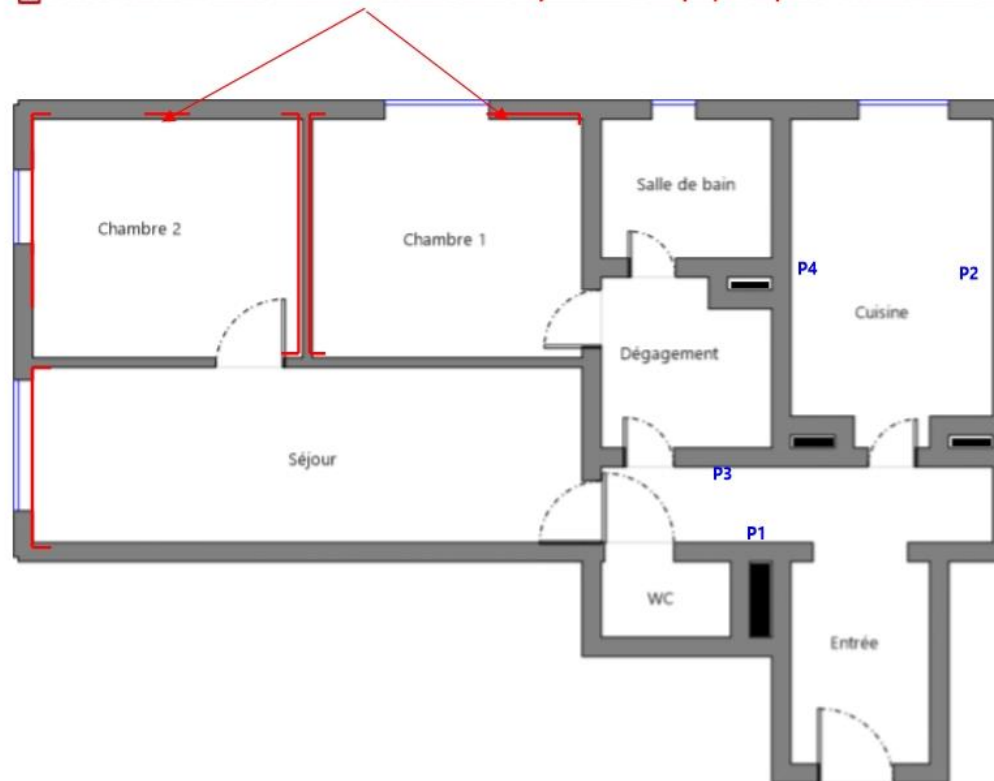 Salle de bain
Chambre 2
Chambre 1
P4
P2
Cuisine
Dégagement
Séjour
P3
P1
WC
Entrée